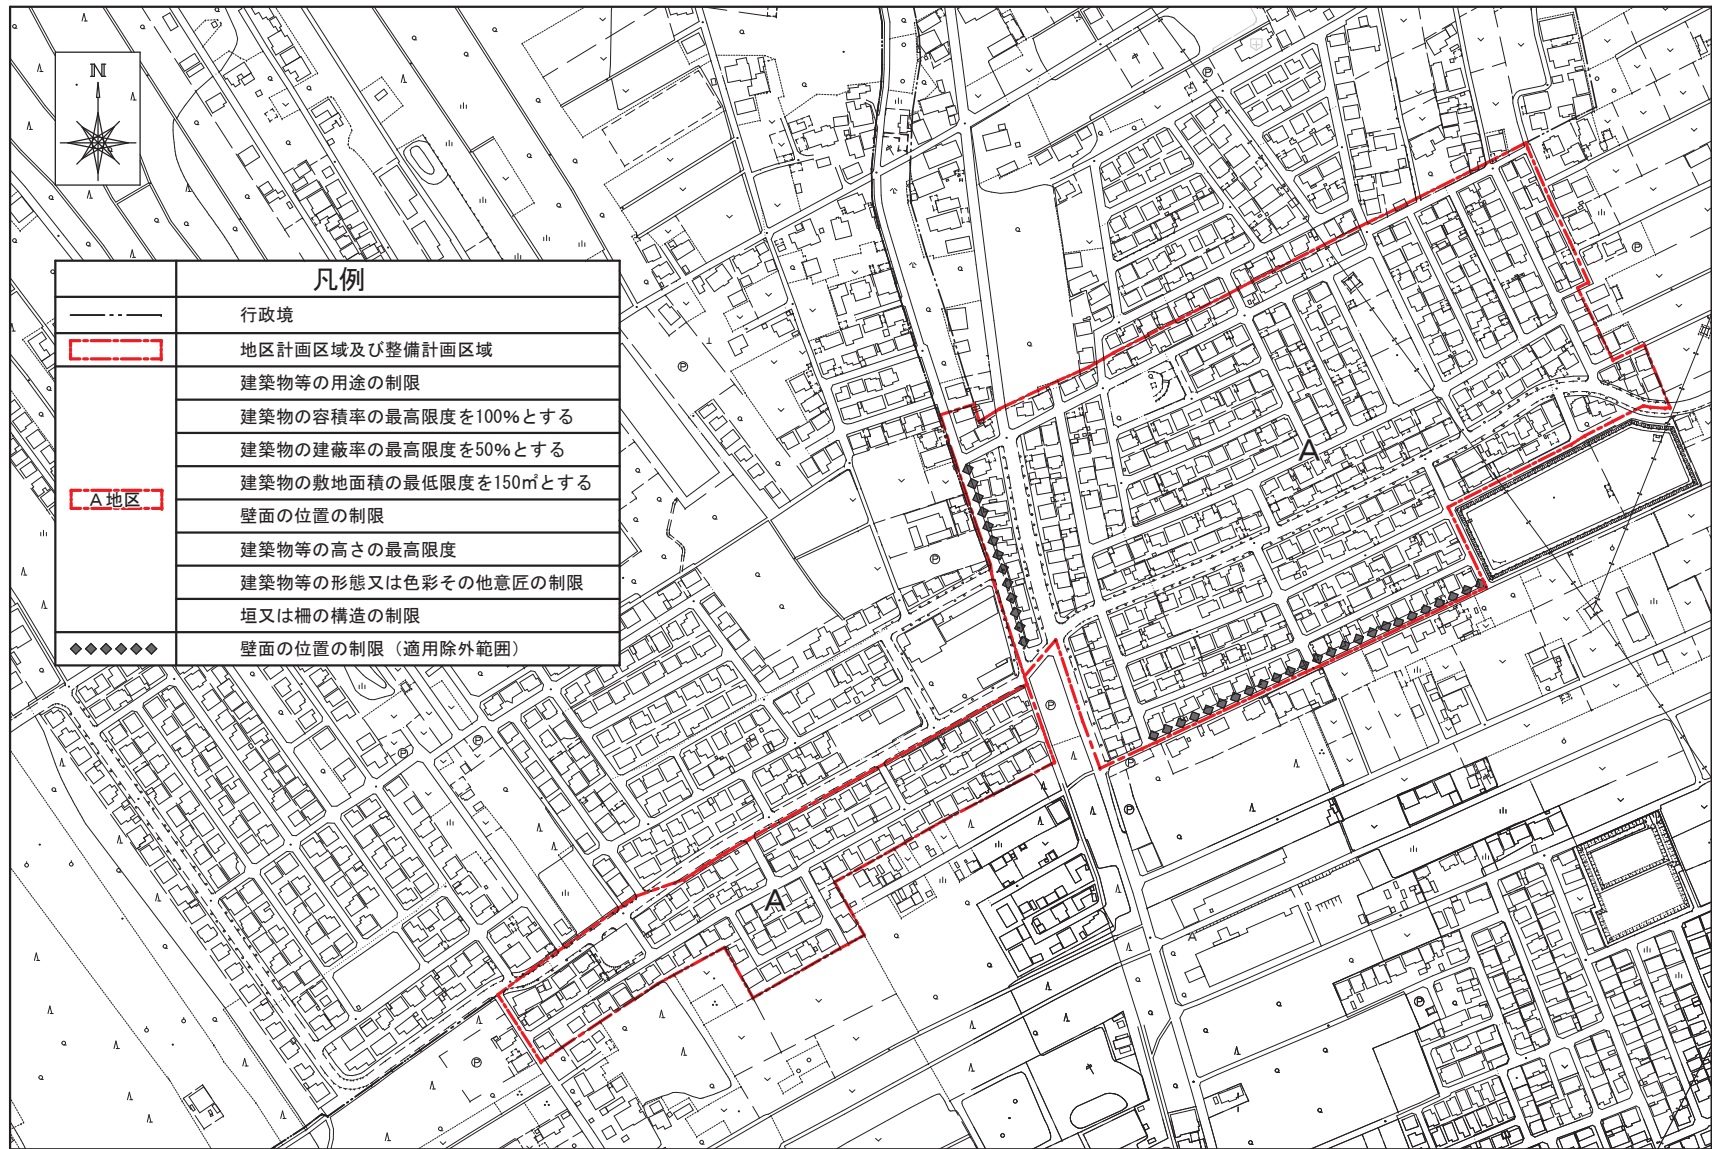 N
凡例
行政境
地区計画区域及び整備計画区域
A地区
建築物等の用途の制限
建築物の容積率の最高限度を100%とする
建築物の建蔽率の最高限度を50%とする
建築物の敷地面積の最低限度を150㎡とする
壁面の位置の制限
建築物等の高さの最高限度
建築物等の形態又は色彩その他意匠の制限
垣又は柵の構造の制限
壁面の位置の制限（適用除外範囲）
A
A